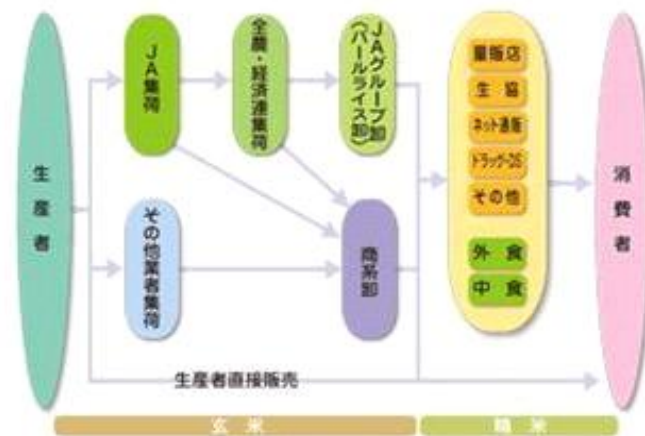 生産者
JA集荷
全農・経済連集荷
JAグループ卸
(パールライス卸)
その他業者集荷
商系卸
量販店
生協
ネット通販
ドラッグ・DS
その他
外食
中食
消費者
生産者直接販売
玄米
精米